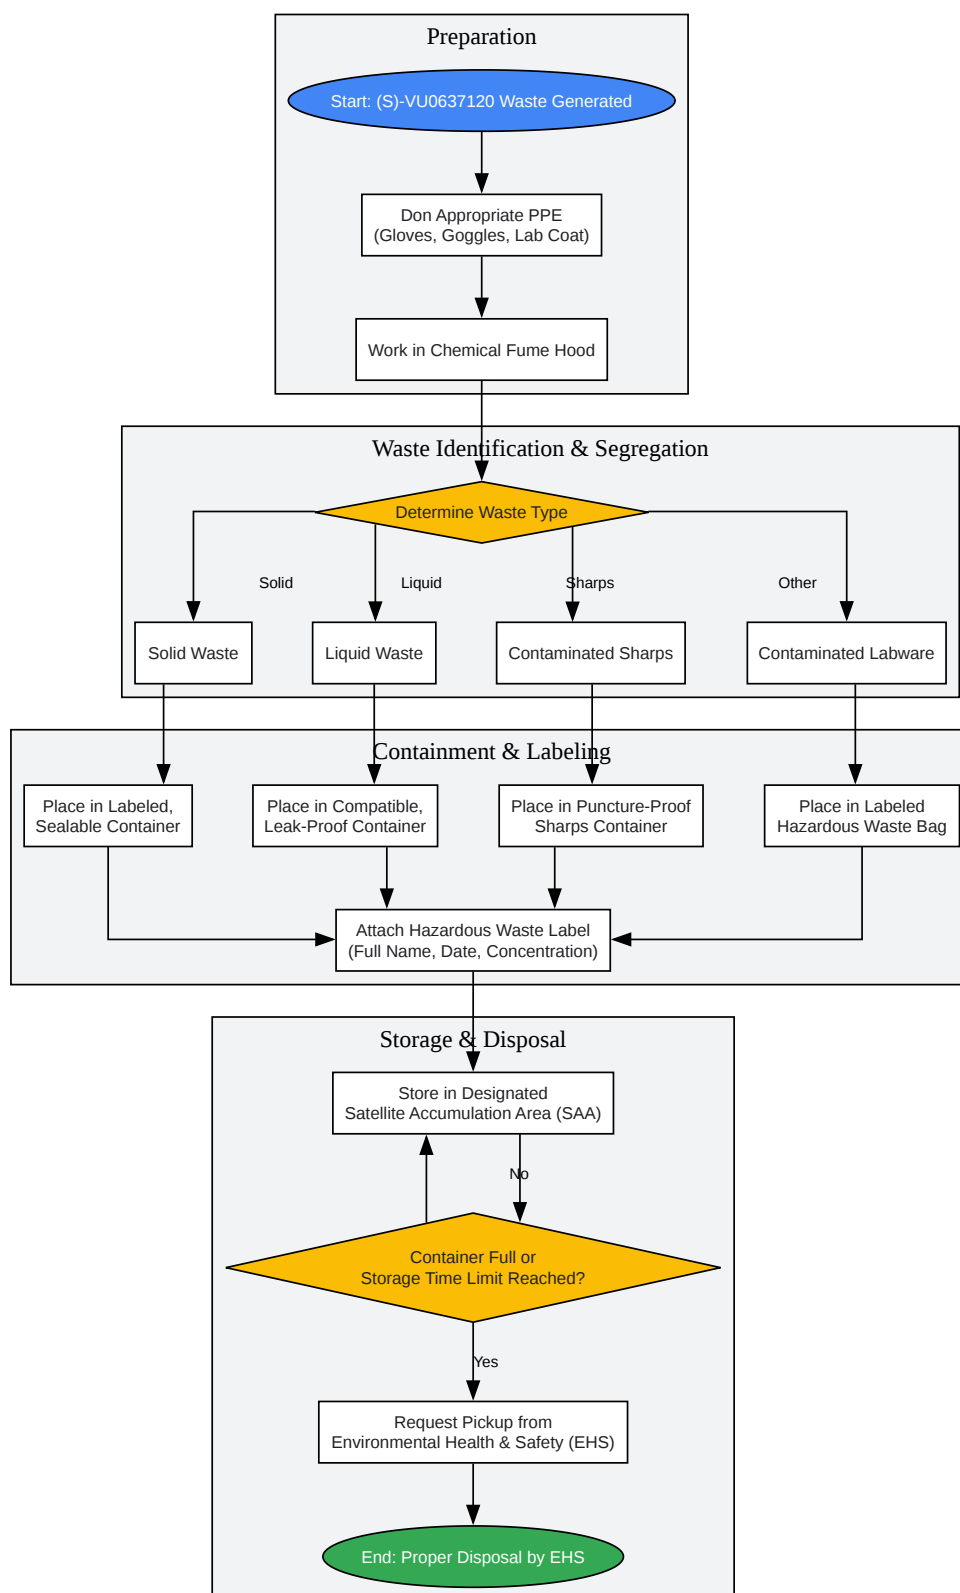 Preparation
Start: (S)-VU0637120 Waste Generated
Don Appropriate PPE
(Gloves, Goggles, Lab Coat)
Work in Chemical Fume Hood
Waste Identification & Segregation
Determine Waste Type
Solid
Liquid
Sharps
Other
Solid Waste
Liquid Waste
Contaminated Sharps
Contaminated Labware
Containment & Labeling
Place in Labeled,
Sealable Container
Place in Compatible,
Leak-Proof Container
Place in Puncture-Proof
Sharps Container
Place in Labeled
Hazardous Waste Bag
Attach Hazardous Waste Label
(Full Name, Date, Concentration)
Storage & Disposal
Store in Designated
Satellite Accumulation Area (SAA)
No
Container Full or
Storage Time Limit Reached?
Yes
Request Pickup from
Environmental Health & Safety (EHS)
End: Proper Disposal by EHS